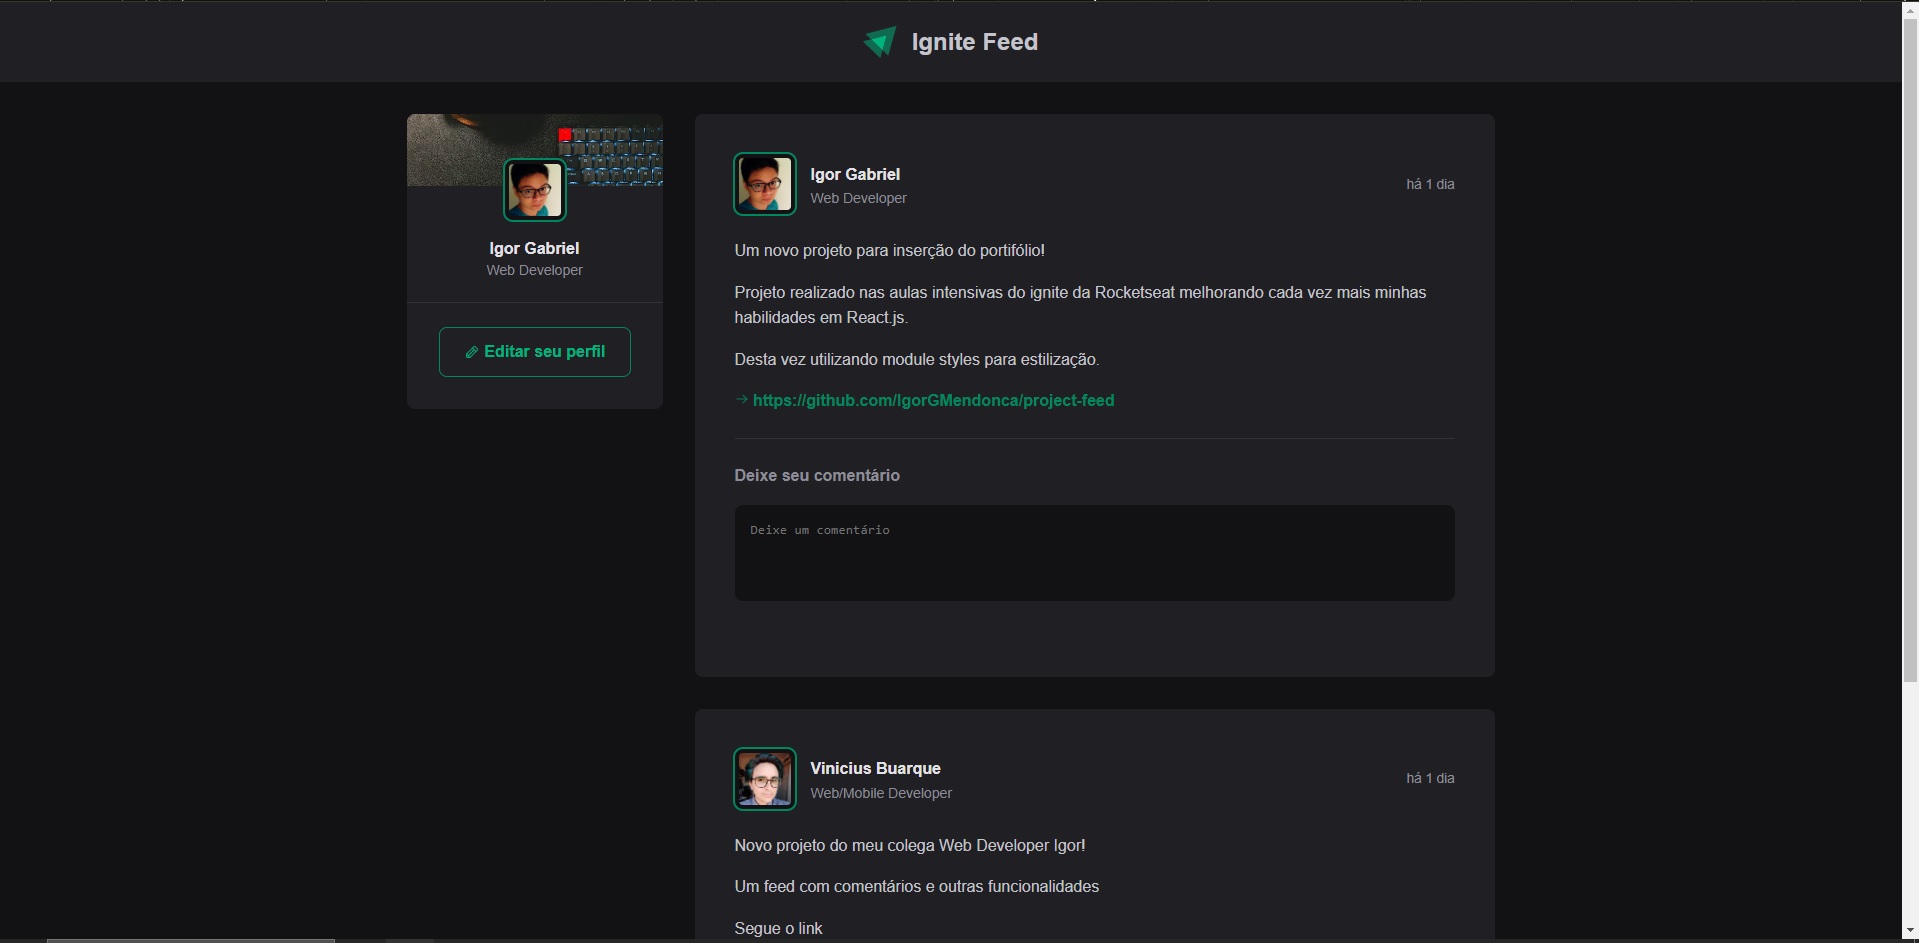 Ignite Feed
Igor Gabriel
Web Developer
Editar seu perfil
Igor Gabriel
Web Developer
há 1 dia
Um novo projeto para inserção do portifólio!
Projeto realizado nas aulas intensivas do ignite da Rocketseat melhorando cada vez mais minhas
habilidades em React.js.
Desta vez utilizando module styles para estilização.
https://github.com/IgorGMendonca/project-feed
Deixe seu comentário
Deixe um comentário
Vinicius Buarque
Web/Mobile Developer
há 1 dia
Novo projeto do meu colega Web Developer Igor!
Um feed com comentários e outras funcionalidades
Segue o link